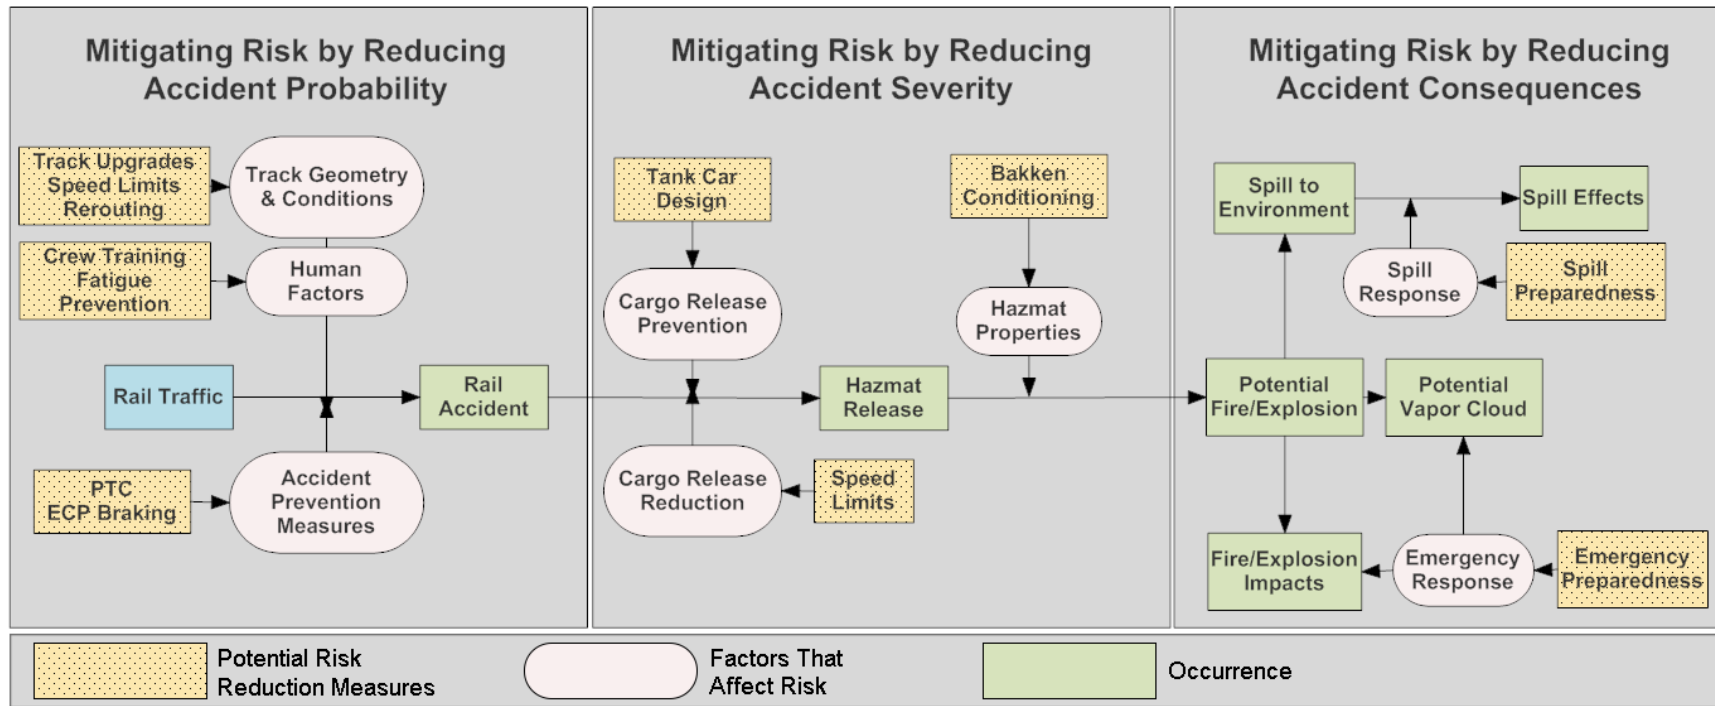 Mitigating Risk by Reducing
Accident Probability
Track Upgrades
Speed Limits
Rerouting
Track Geometry
& Conditions
Crew Training
Fatigue
Prevention
Human
Factors
Rail Traffic
Rail
Accident
PTC
ECP Braking
Accident
Prevention
Measures
Mitigating Risk by Reducing
Accident Severity
Tank Car
Design
Bakken
Conditioning
Cargo Release
Prevention
Hazmat
Properties
Hazmat
Release
Cargo Release
Reduction
Speed
Limits
Mitigating Risk by Reducing
Accident Consequences
Spill to
Environment
Spill Effects
Spill
Response
Spill
Preparedness
Potential
Fire/Explosion
Potential
Vapor Cloud
Fire/Explosion
Impacts
Emergency
Response
Emergency
Preparedness
Potential Risk
Reduction Measures
Factors That
Affect Risk
Occurrence